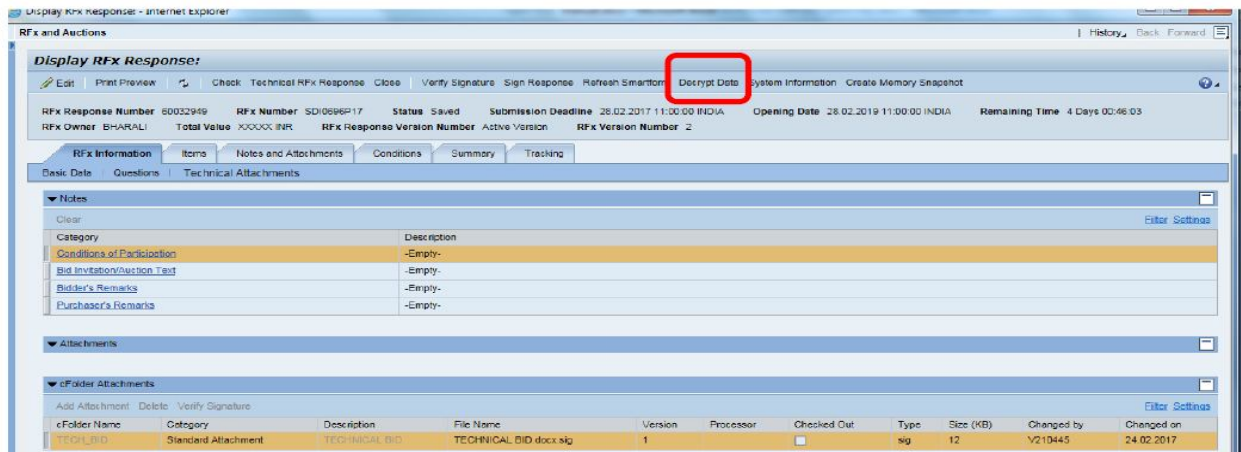 Display RFx Response: - Internet Explorer
RFx and Auctions | History Back Forward
Display RFx Response:
Edit | Print Preview | Check Technical RFx Response Close | Verify Signature Sign Response Refresh Smartform Decrypt Data System Information Create Memory Snapshot
RFx Response Number 60032949 RFx Number SDI0696P17 Status Saved Submission Deadline 28.02.2017 11:00:00 INDIA Opening Date 28.02.2019 11:00:00 INDIA Remaining Time 4 Days 00:46:03
RFx Owner BHARALI Total Value XXXXX INR RFx Response Version Number Active Version RFx Version Number 2
RFx Information Items Notes and Attachments Conditions Summary Tracking
Basic Data | Questions | Technical Attachments
Notes
Clear Filter Settings
Category Description
Conditions of Participation -Empty-
Bid Invitation/Auction Text -Empty-
Bidder's Remarks -Empty-
Purchaser's Remarks -Empty-
Attachments
cFolder Attachments
Add Attachment Delete Verify Signature Filter Settings
cFolder Name Category Description File Name Version Processor Checked Out Type Size (KB) Changed by Changed on
TECH_BID Standard Attachment TECHNICAL BID TECHNICAL BID.docx.sig 1 sig 12 V210445 24.02.2017